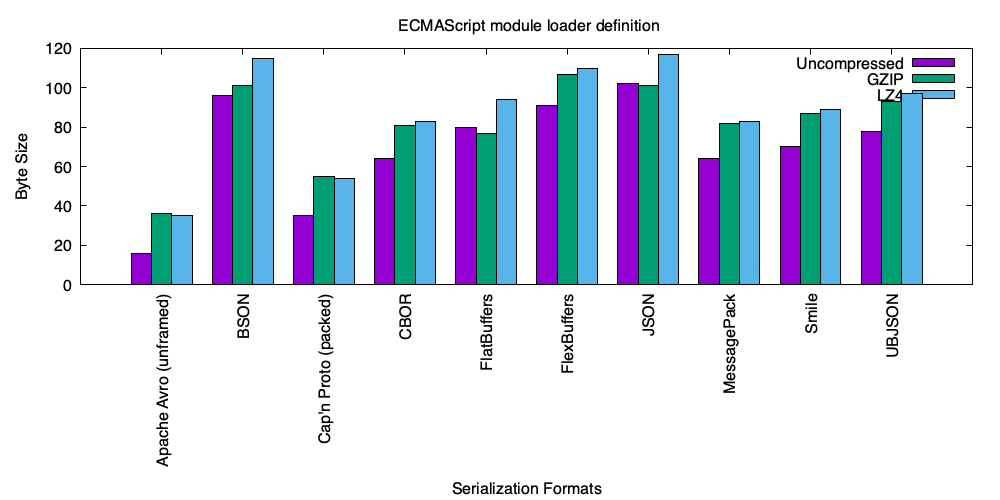 ECMAScript module loader definition
120
100
80
60
40
20
0
Byte Size
Uncompressed
GZIP
LZ4
Apache Avro (unframed)
BSON
Cap'n Proto (packed)
CBOR
FlatBuffers
FlexBuffers
JSON
MessagePack
Smile
UBJSON
Serialization Formats